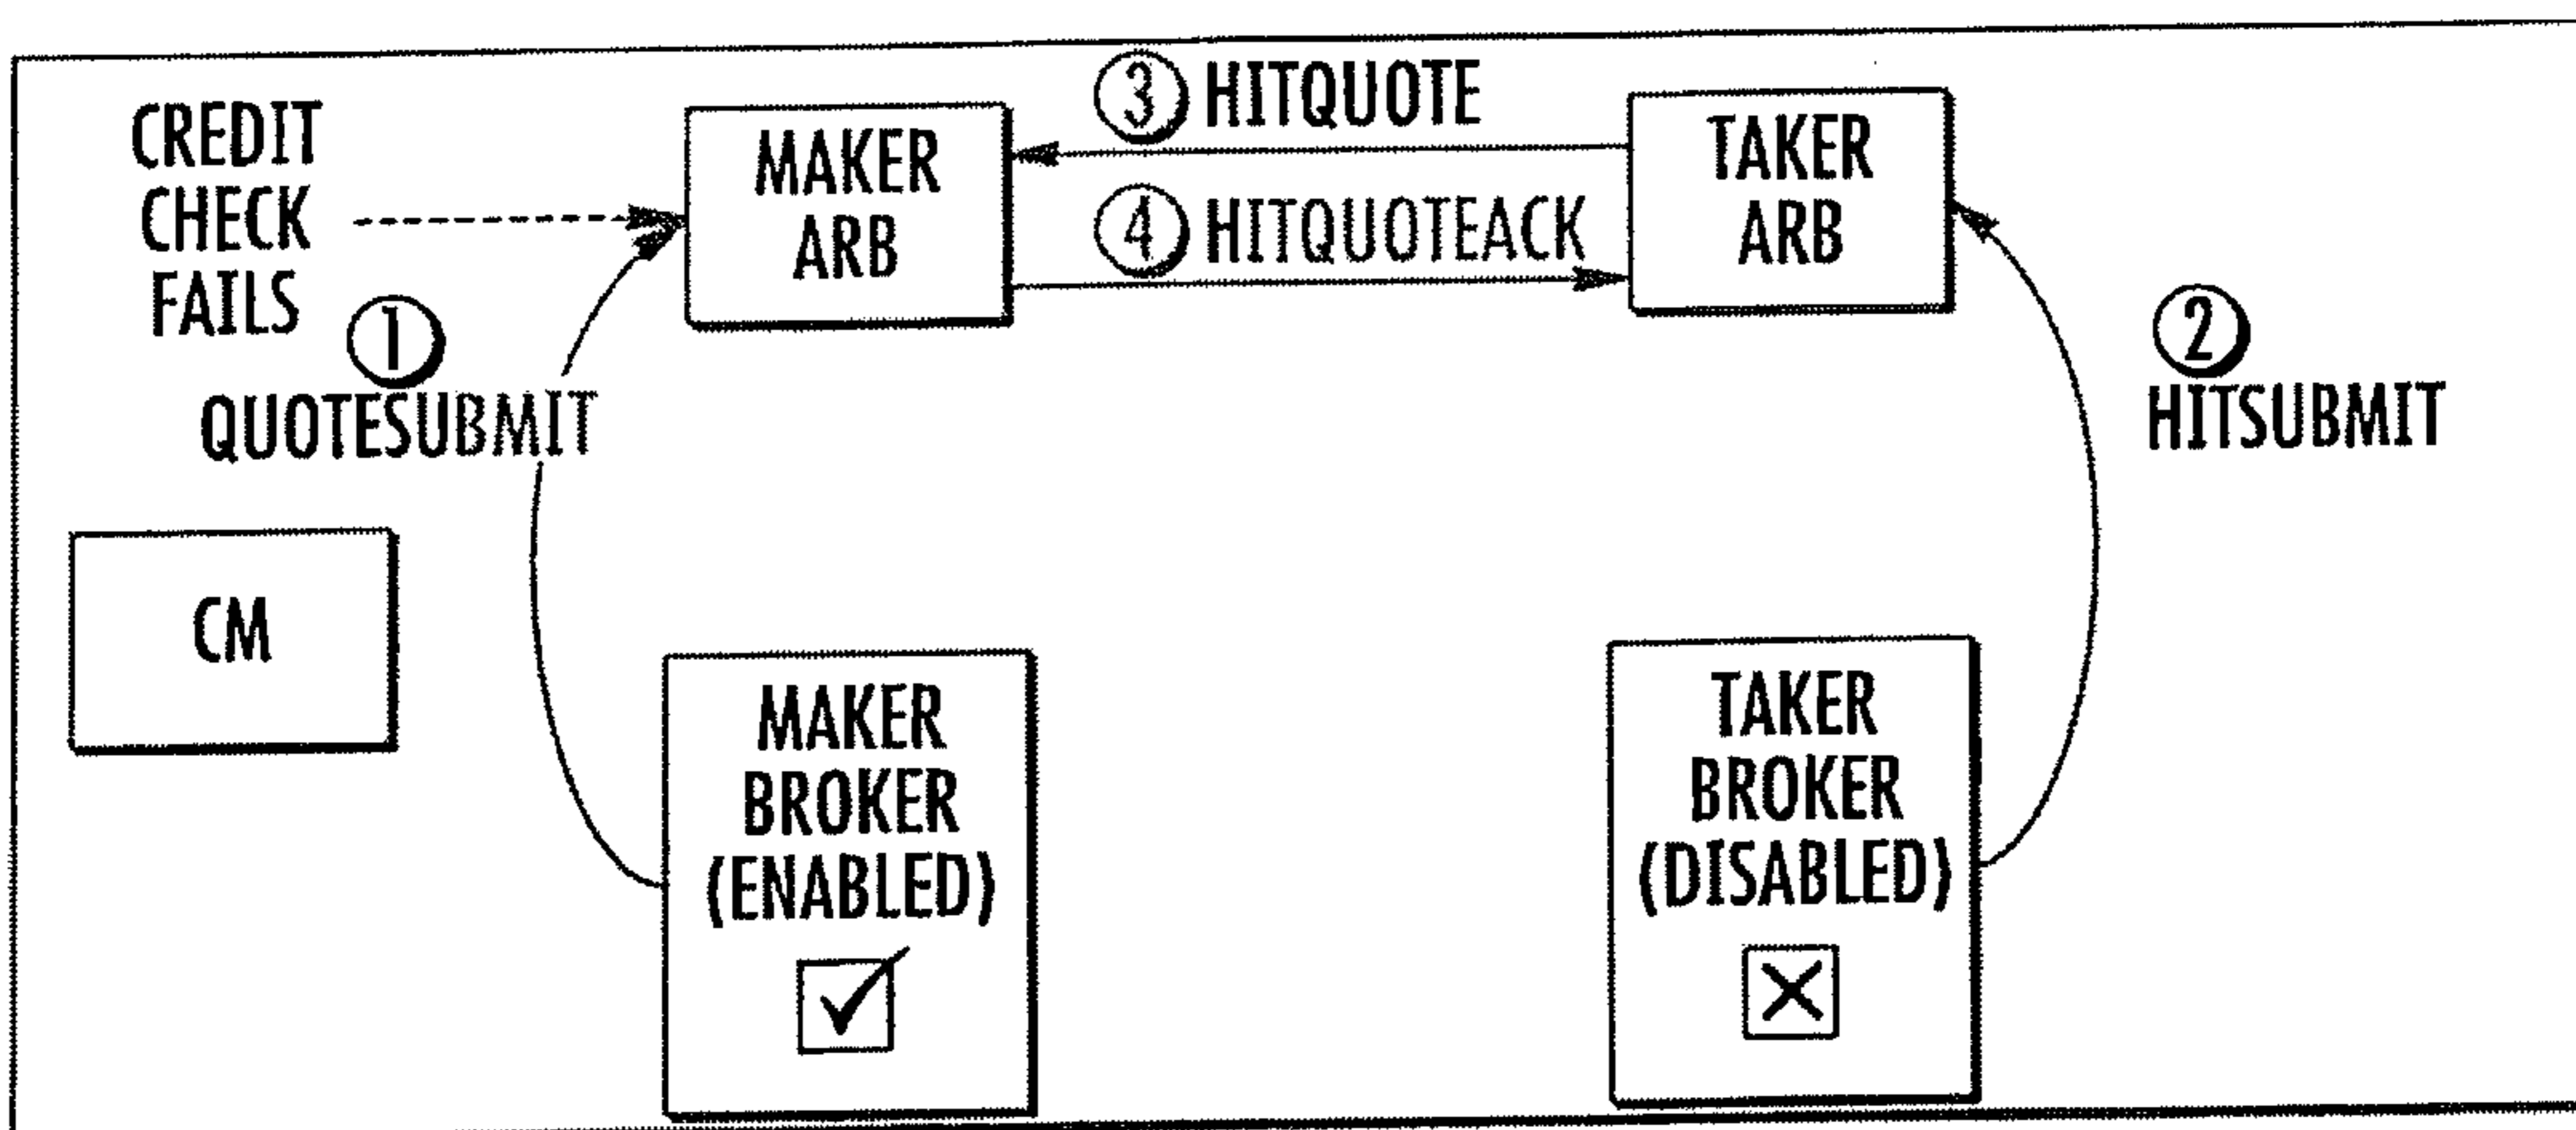 CREDIT
CHECK
FAILS
1
QUOTESUBMIT
MAKER
ARB
3 HITQUOTE
4 HITQUOTEACK
TAKER
ARB
2
HITSUBMIT
CM
MAKER
BROKER
(ENABLED)
TAKER
BROKER
(DISABLED)